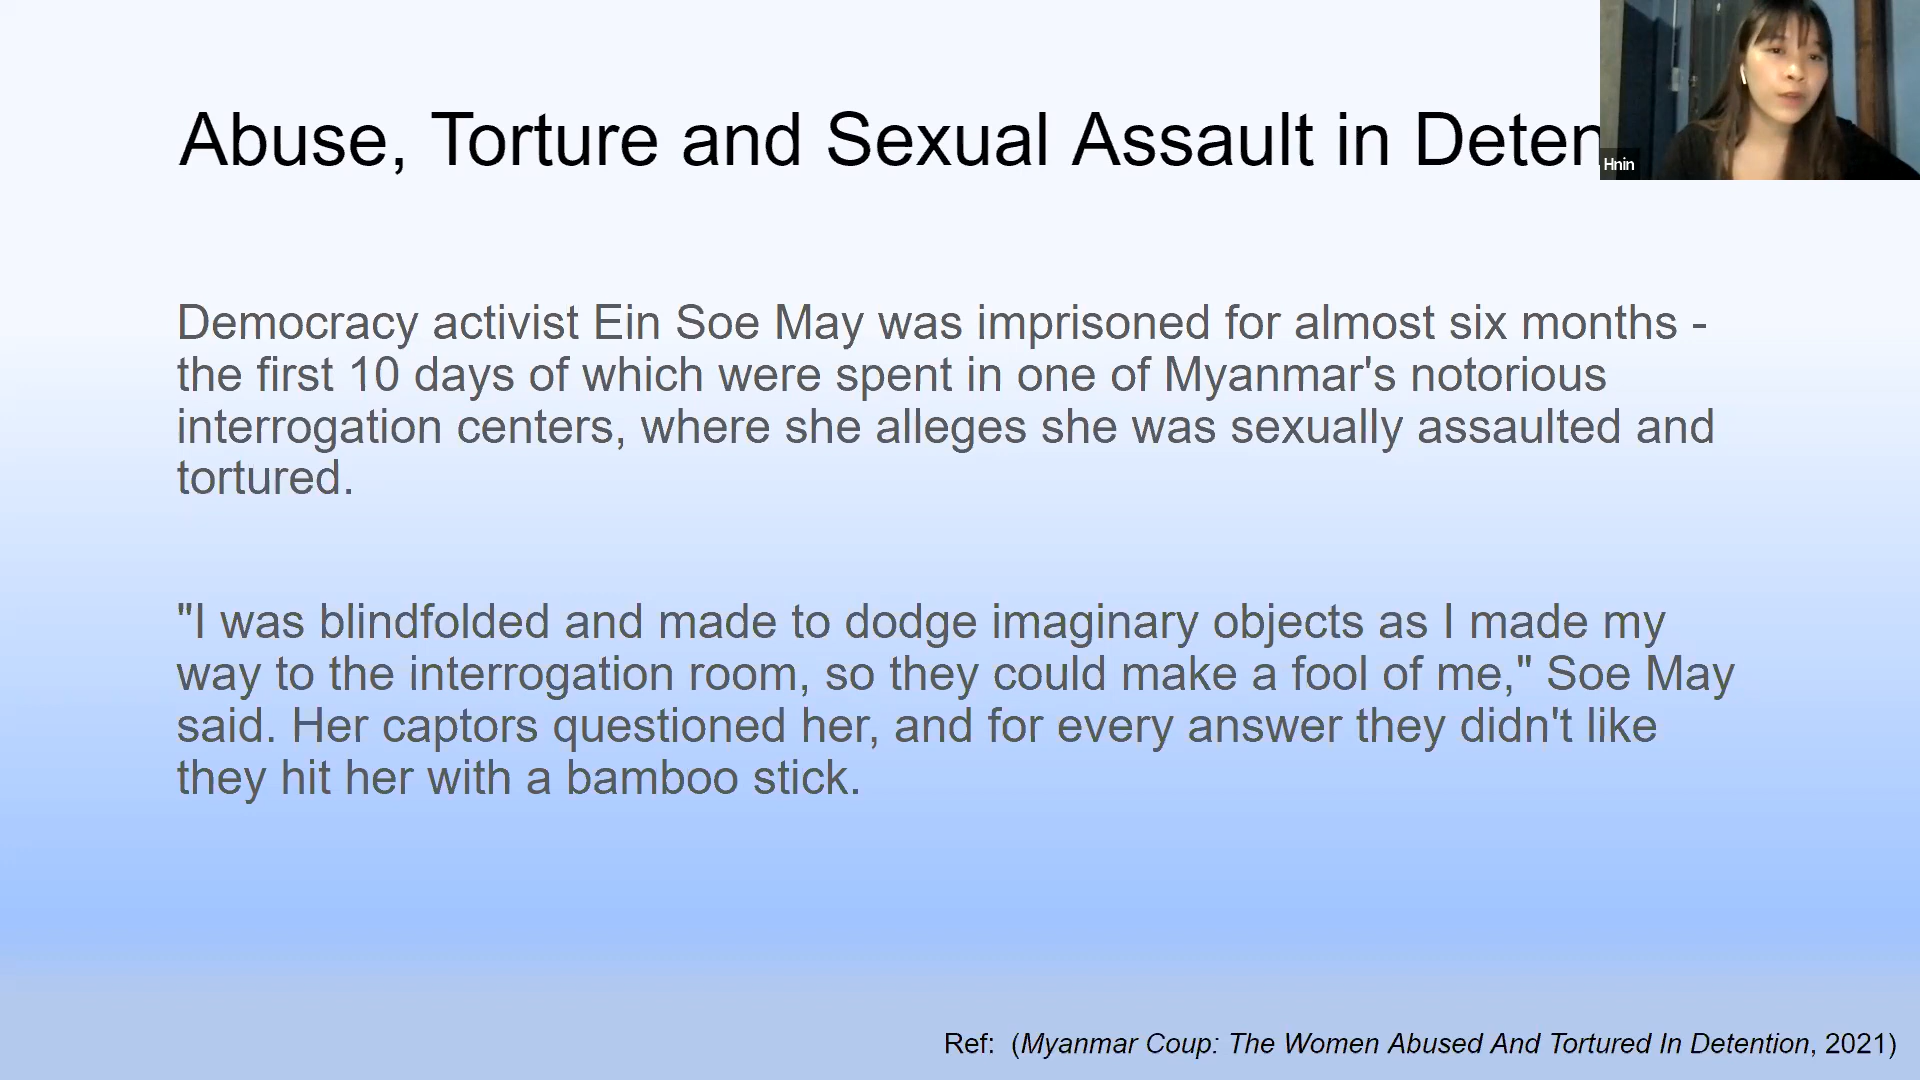 Abuse, Torture and Sexual Assault in Deten
Hnin
Democracy activist Ein Soe May was imprisoned for almost six months -
the first 10 days of which were spent in one of Myanmar's notorious
interrogation centers, where she alleges she was sexually assaulted and
tortured.
"I was blindfolded and made to dodge imaginary objects as I made my
way to the interrogation room, so they could make a fool of me," Soe May
said. Her captors questioned her, and for every answer they didn't like
they hit her with a bamboo stick.
Ref:  (Myanmar Coup: The Women Abused And Tortured In Detention, 2021)